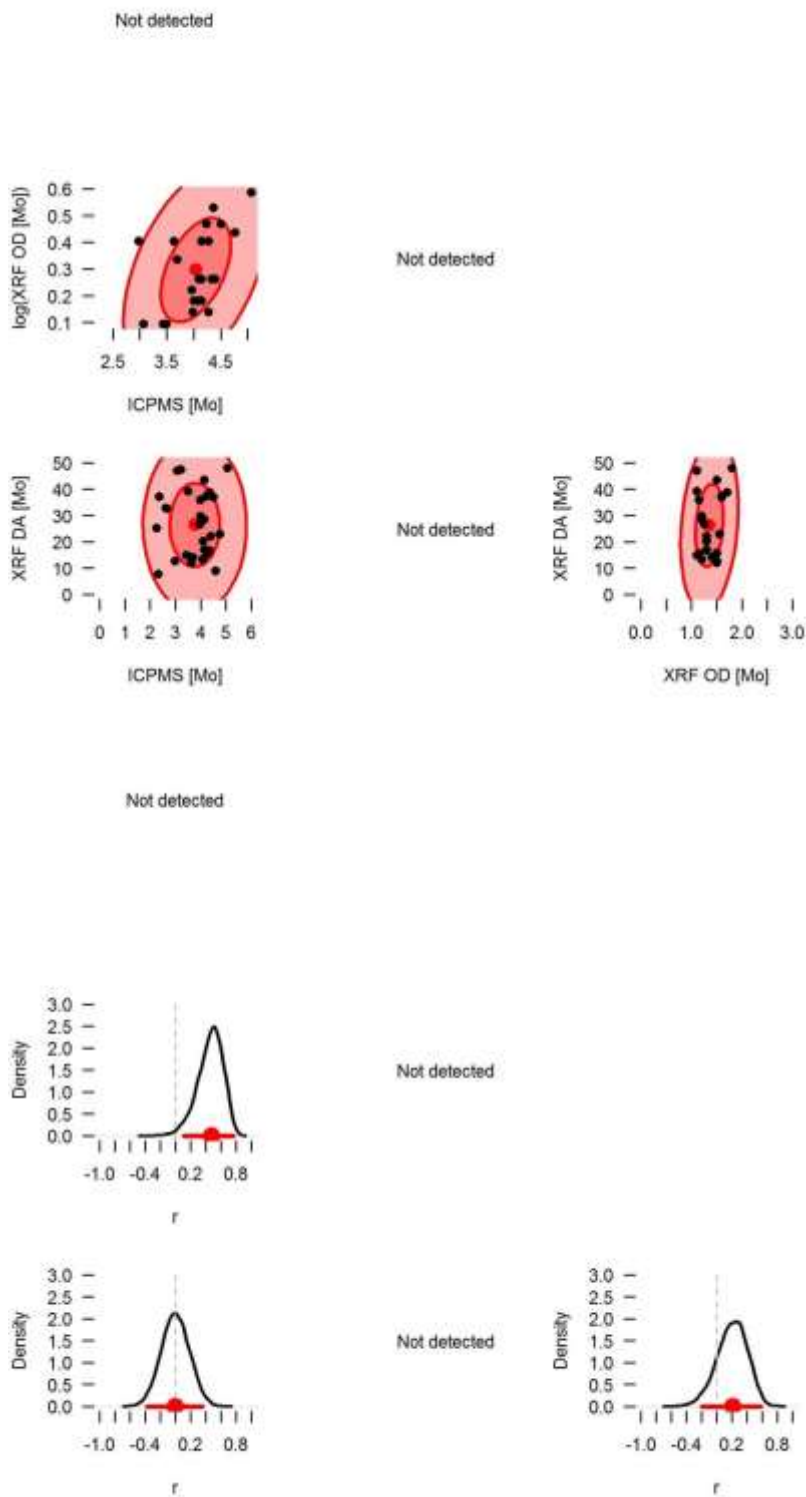 Not detected
log(XRF OD [Mo])
0.6
0.5
0.4
0.3
0.2
0.1
2.5 3.5 4.5
ICPMS [Mo]
Not detected
XRF DA [Mo]
50
40
30
20
10
0
0 1 2 3 4 5 6
ICPMS [Mo]
Not detected
XRF DA [Mo]
50
40
30
20
10
0
0.0 1.0 2.0 3.0
XRF OD [Mo]
Not detected
Density
3.0
2.5
2.0
1.5
1.0
0.5
0.0
-1.0 -0.4 0.2 0.8
r
Not detected
Density
3.0
2.5
2.0
1.5
1.0
0.5
0.0
-1.0 -0.4 0.2 0.8
r
Not detected
Density
3.0
2.5
2.0
1.5
1.0
0.5
0.0
-1.0 -0.4 0.2 0.8
r